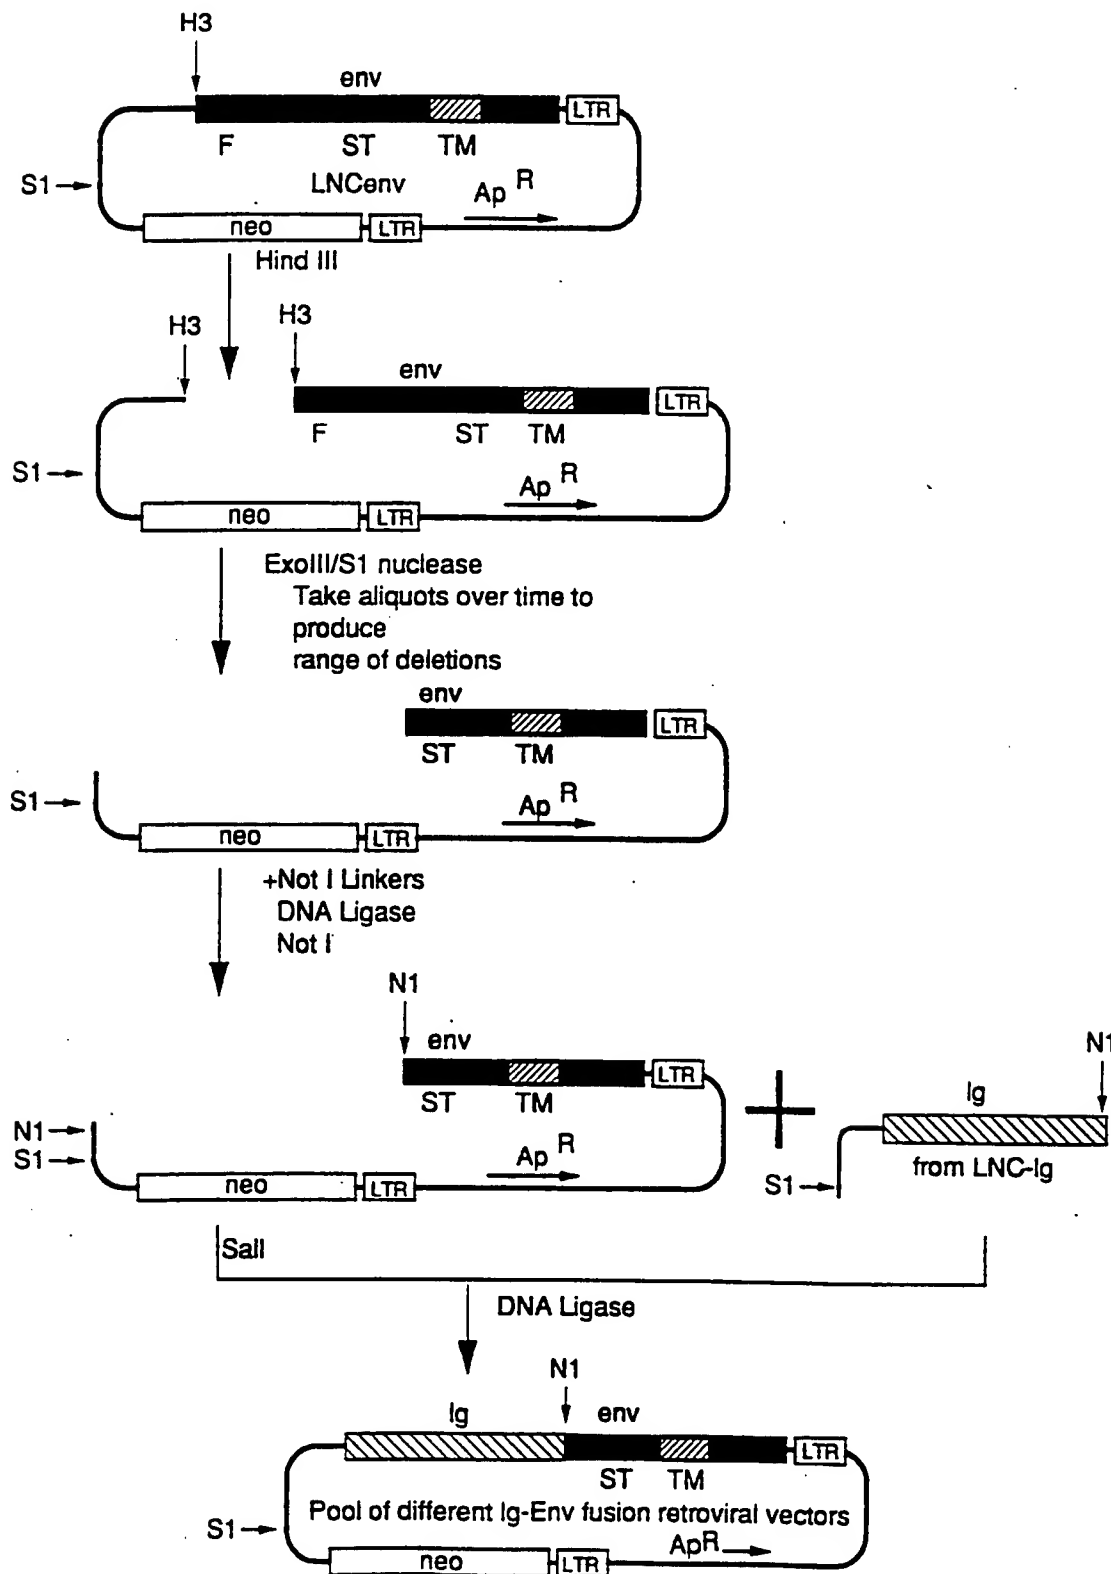 H3
env
LTR
F ST TM
S1
LNCenv
Ap R
neo LTR
Hind III
H3 H3
env
LTR
F ST TM
S1
Ap R
neo LTR
ExoIII/S1 nuclease
Take aliquots over time to
produce
range of deletions
env
LTR
ST TM
S1
Ap R
neo LTR
+Not I Linkers
DNA Ligase
Not I
N1
env
LTR
ST TM
N1
S1
Ap R
neo LTR
N1
Ig
from LNC-Ig
S1
SalI
DNA Ligase
N1
Ig env
LTR
ST TM
Pool of different Ig-Env fusion retroviral vectors
S1
ApR
neo LTR